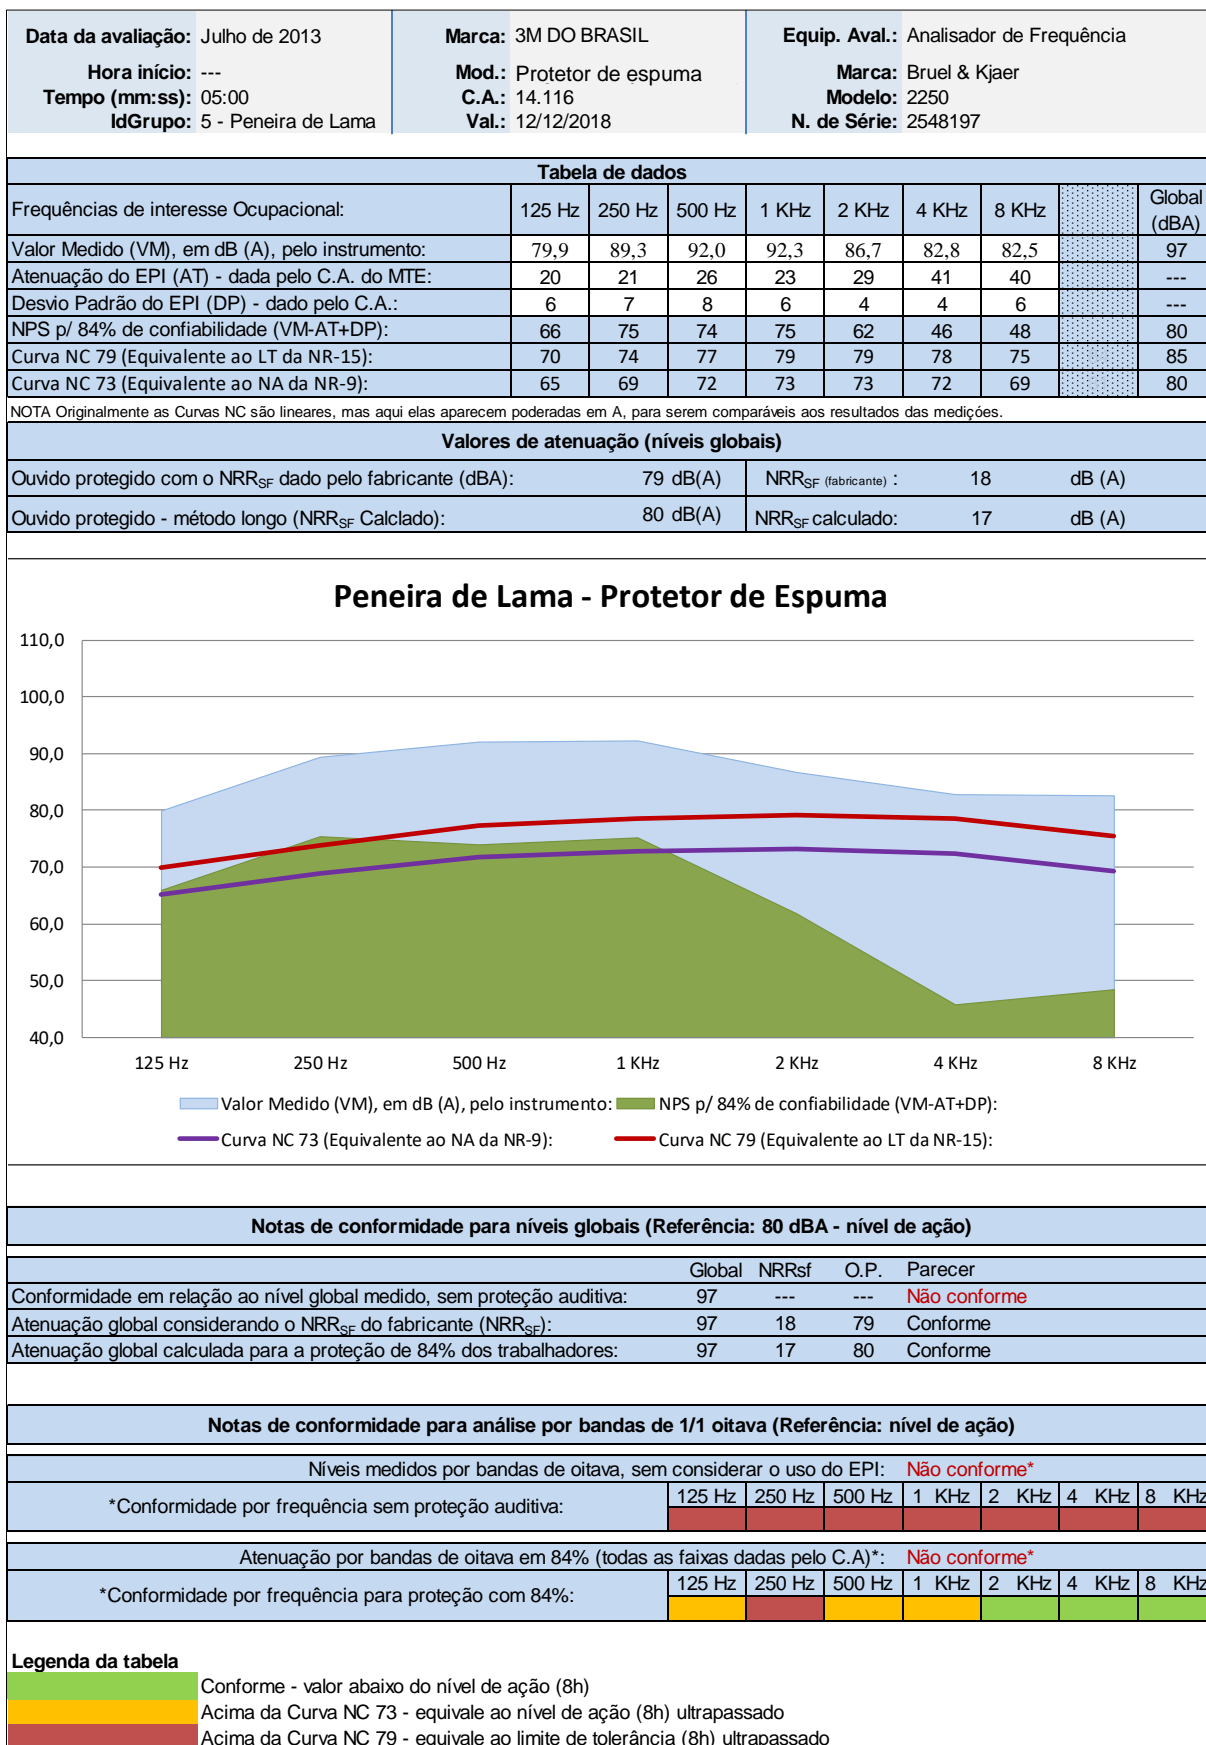 Data da avaliação: Julho de 2013 Marca: 3M DO BRASIL Equip. Aval.: Analisador de Frequência
Hora início: --- Mod.: Protetor de espuma Marca: Bruel & Kjaer
Tempo (mm:ss): 05:00 C.A.: 14.116 Modelo: 2250
IdGrupo: 5 - Peneira de Lama Val.: 12/12/2018 N. de Série: 2548197
Tabela de dados
Frequências de interesse Ocupacional: 125 Hz 250 Hz 500 Hz 1 KHz 2 KHz 4 KHz 8 KHz Global (dBA)
Valor Medido (VM), em dB (A), pelo instrumento: 79,9 89,3 92,0 92,3 86,7 82,8 82,5 97
Atenuação do EPI (AT) - dada pelo C.A. do MTE: 20 21 26 23 29 41 40 ---
Desvio Padrão do EPI (DP) - dado pelo C.A.: 6 7 8 6 4 4 6 ---
NPS p/ 84% de confiabilidade (VM-AT+DP): 66 75 74 75 62 46 48 80
Curva NC 79 (Equivalente ao LT da NR-15): 70 74 77 79 79 78 75 85
Curva NC 73 (Equivalente ao NA da NR-9): 65 69 72 73 73 72 69 80
NOTA Originalmente as Curvas NC são lineares, mas aqui elas aparecem poderadas em A, para serem comparáveis aos resultados das medições.
Valores de atenuação (níveis globais)
Ouvido protegido com o NRRSF dado pelo fabricante (dBA): 79 dB(A) NRRSF (fabricante) : 18 dB (A)
Ouvido protegido - método longo (NRRSF Calclado): 80 dB(A) NRRSF calculado: 17 dB (A)
Peneira de Lama - Protetor de Espuma
110,0
100,0
90,0
80,0
70,0
60,0
50,0
40,0
125 Hz 250 Hz 500 Hz 1 KHz 2 KHz 4 KHz 8 KHz
Valor Medido (VM), em dB (A), pelo instrumento: NPS p/ 84% de confiabilidade (VM-AT+DP):
Curva NC 73 (Equivalente ao NA da NR-9): Curva NC 79 (Equivalente ao LT da NR-15):
Notas de conformidade para níveis globais (Referência: 80 dBA - nível de ação)
Global NRRsf O.P. Parecer
Conformidade em relação ao nível global medido, sem proteção auditiva: 97 --- --- Não conforme
Atenuação global considerando o NRRSF do fabricante (NRRSF): 97 18 79 Conforme
Atenuação global calculada para a proteção de 84% dos trabalhadores: 97 17 80 Conforme
Notas de conformidade para análise por bandas de 1/1 oitava (Referência: nível de ação)
Níveis medidos por bandas de oitava, sem considerar o uso do EPI: Não conforme*
*Conformidade por frequência sem proteção auditiva: 125 Hz 250 Hz 500 Hz 1 KHz 2 KHz 4 KHz 8 KHz
Atenuação por bandas de oitava em 84% (todas as faixas dadas pelo C.A)*: Não conforme*
*Conformidade por frequência para proteção com 84%: 125 Hz 250 Hz 500 Hz 1 KHz 2 KHz 4 KHz 8 KHz
Legenda da tabela
Conforme - valor abaixo do nível de ação (8h)
Acima da Curva NC 73 - equivale ao nível de ação (8h) ultrapassado
Acima da Curva NC 79 - equivale ao limite de tolerância (8h) ultrapassado